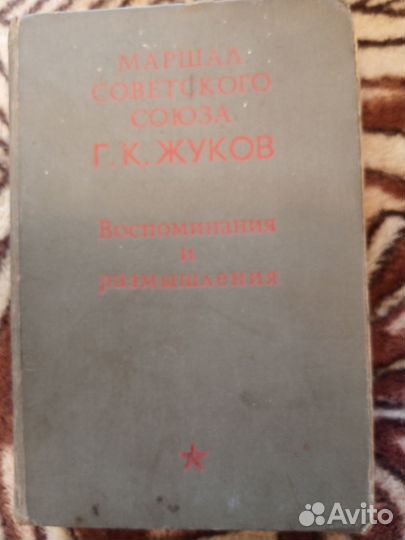 МАРШАЛ
СОВЕТСКОГО
СОЮЗА
Г. К. ЖУКОВ
Воспоминания
и
размышления
Avito